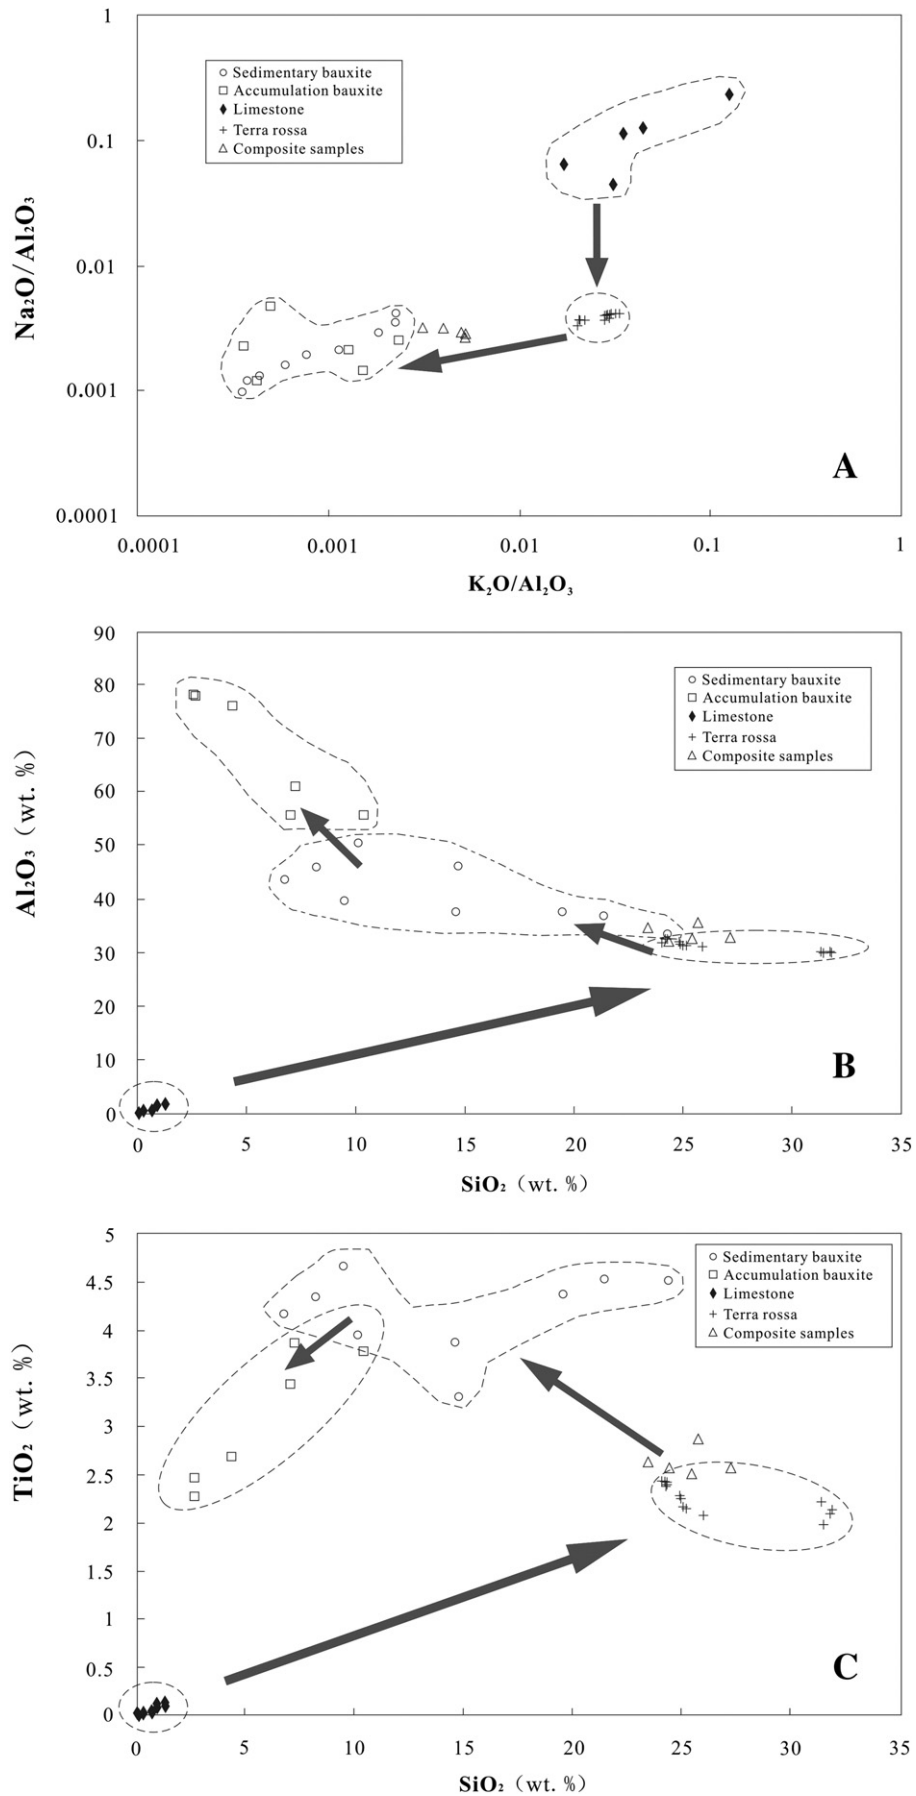 1
0.1
0.01
0.001
0.0001
Na₂O/Al₂O₃
Sedimentary bauxite
Accumulation bauxite
Limestone
Terra rossa
Composite samples
A
0.0001
0.001
0.01
0.1
1
K₂O/Al₂O₃
90
80
70
60
50
40
30
20
10
0
Al₂O₃ (wt. %)
Sedimentary bauxite
Accumulation bauxite
Limestone
Terra rossa
Composite samples
B
0
5
10
15
20
25
30
35
SiO₂ (wt. %)
5
4.5
4
3.5
3
2.5
2
1.5
1
0.5
0
TiO₂ (wt. %)
Sedimentary bauxite
Accumulation bauxite
Limestone
Terra rossa
Composite samples
C
0
5
10
15
20
25
30
35
SiO₂ (wt. %)